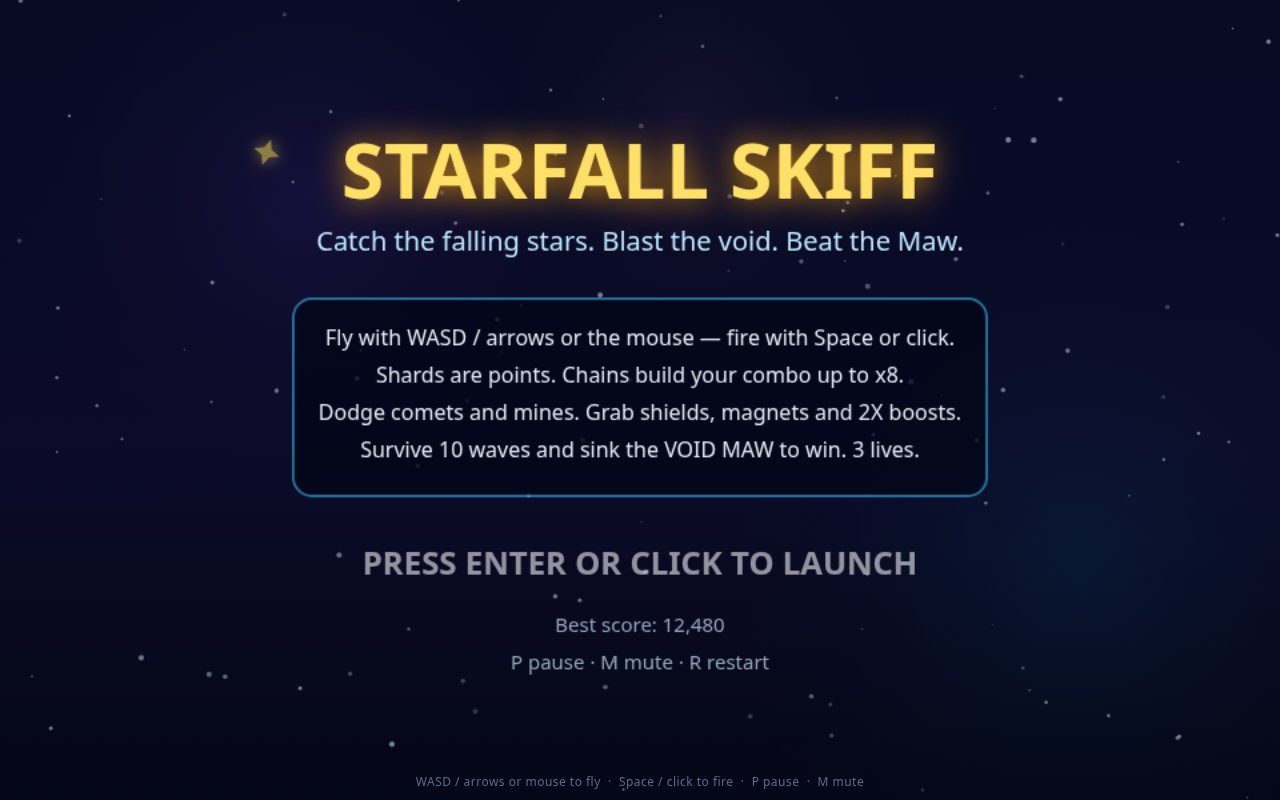 STARFALL SKIFF
Catch the falling stars. Blast the void. Beat the Maw.
Fly with WASD / arrows or the mouse — fire with Space or click.
Shards are points. Chains build your combo up to x8.
Dodge comets and mines. Grab shields, magnets and 2X boosts.
Survive 10 waves and sink the VOID MAW to win. 3 lives.
PRESS ENTER OR CLICK TO LAUNCH
Best score: 12,480
P pause · M mute · R restart
WASD / arrows or mouse to fly · Space / click to fire · P pause · M mute